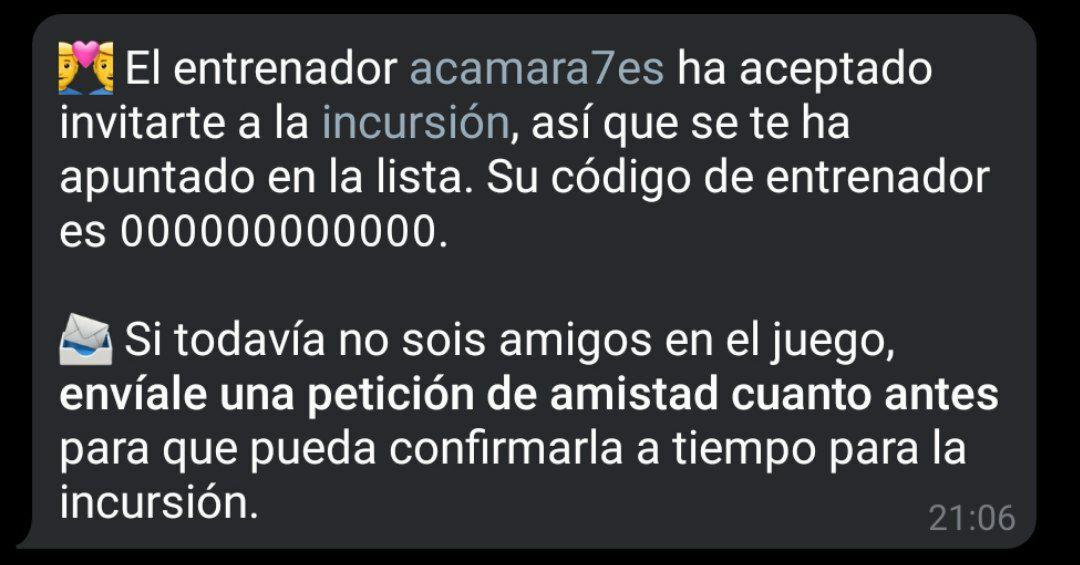 El entrenador acamara7es ha aceptado
invitarte a la incursión, así que se te ha
apuntado en la lista. Su código de entrenador
es 000000000000.
Si todavía no sois amigos en el juego,
envíale una petición de amistad cuanto antes
para que pueda confirmarla a tiempo para la
incursión.
21:06